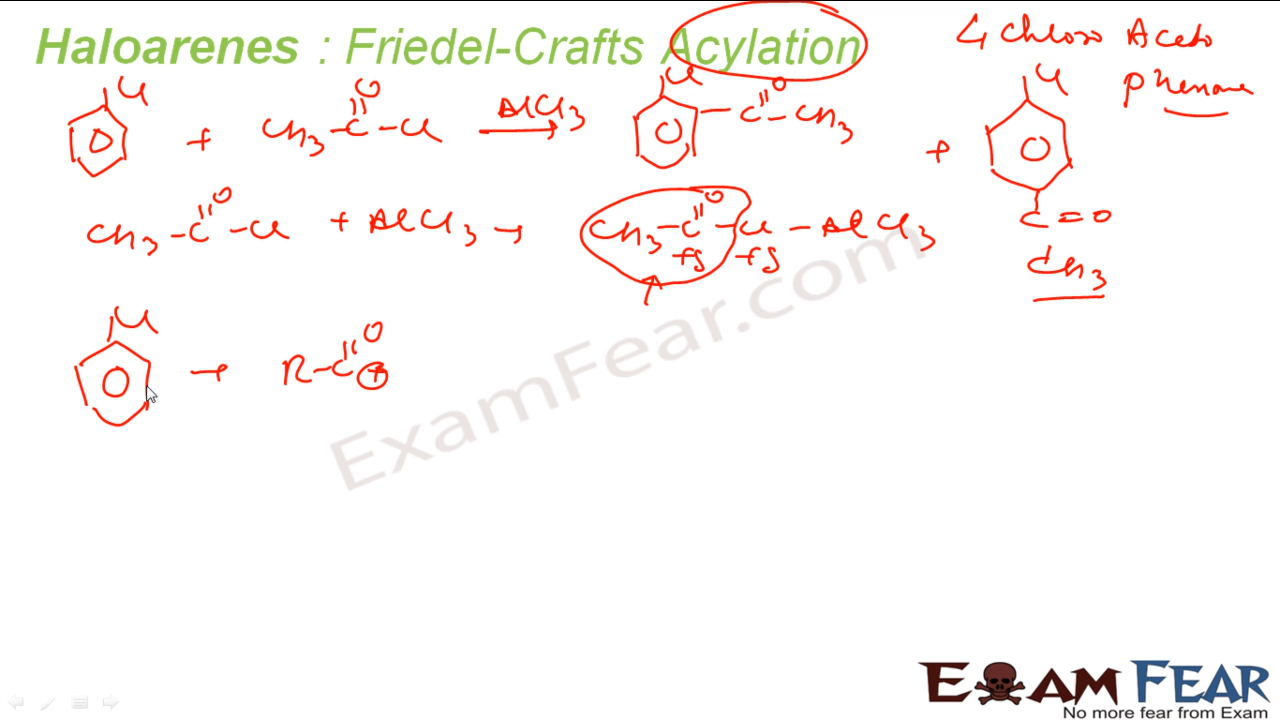 Haloarenes : Friedel-Crafts Acylation
4 Chloro Aceto
phenone
Cl
O
CH3 - C - Cl
AlCl3
Cl
O
C - CH3
Cl
+
+
C = O
CH3
O
CH3 - C - Cl + AlCl3 →
O
CH3 - C - Cl - AlCl3
Cl
→
O
R - C +
ExamFear.com
EXAM FEAR
No more fear from Exam